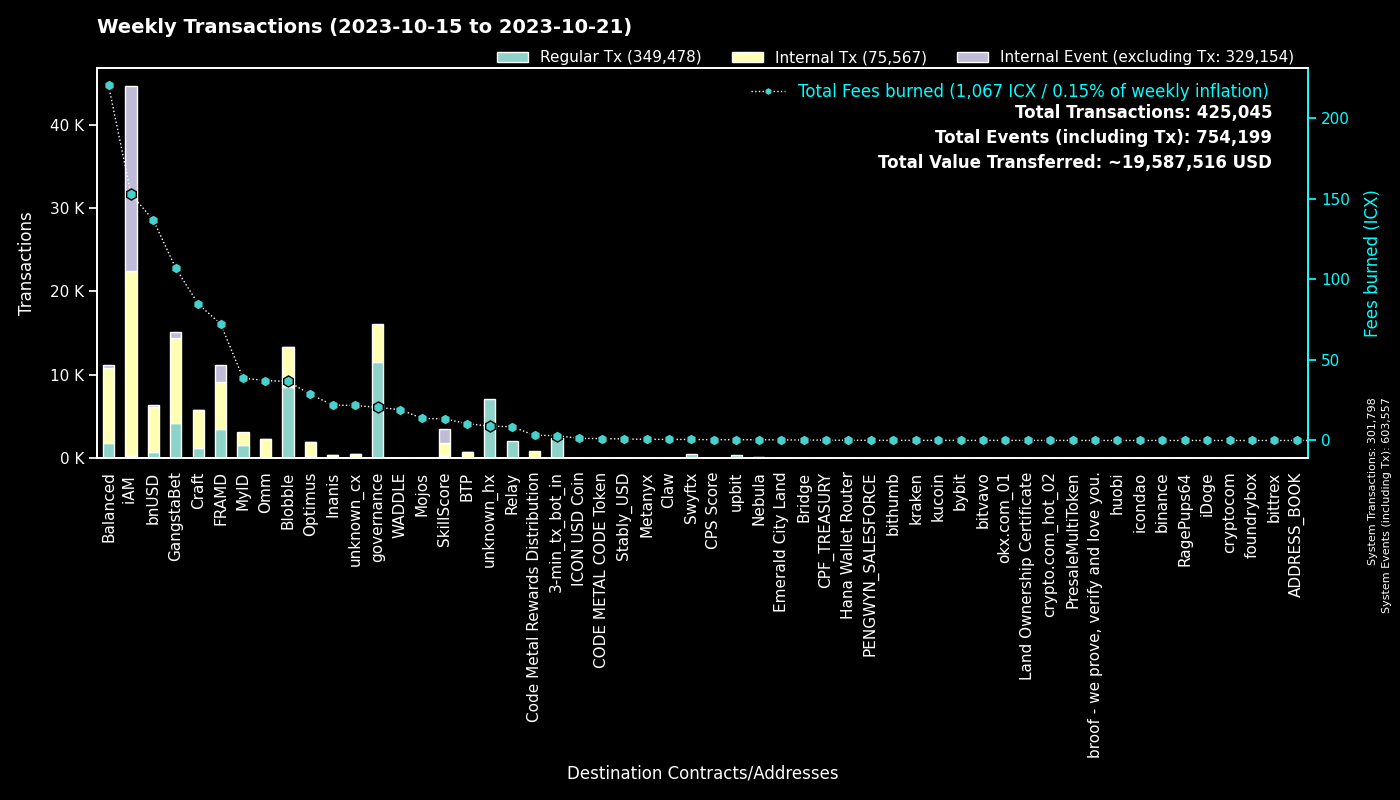 Weekly Transactions (2023-10-15 to 2023-10-21)
Regular Tx (349,478)
Internal Tx (75,567)
Internal Event (excluding Tx: 329,154)
Total Fees burned (1,067 ICX / 0.15% of weekly inflation)
Total Transactions: 425,045
Total Events (including Tx): 754,199
Total Value Transferred: ~19,587,516 USD
Transactions
40 K
30 K
20 K
10 K
0 K
200
150
100
50
0
Fees burned (ICX)
Balanced
iAM
bnUSD
GangstaBet
Craft
FRAMD
MyID
Omm
Blobble
Optimus
Inanis
unknown_cx
governance
WADDLE
Mojos
SkillScore
BTP
unknown_hx
Relay
Code Metal Rewards Distribution
3-min_tx_bot_in
ICON USD Coin
CODE METAL CODE Token
Stably_USD
Metanyx
Claw
Swyftx
CPS Score
upbit
Nebula
Emerald City Land
Bridge
CPF_TREASURY
Hana Wallet Router
PENGWYN_SALESFORCE
bithumb
kraken
kucoin
bybit
bitvavo
okx.com_01
Land Ownership Certificate
crypto.com_hot_02
PresaleMultiToken
broof - we prove, verify and love you.
huobi
icondao
binance
RagePups64
iDoge
cryptocom
foundrybox
bittrex
ADDRESS_BOOK
Destination Contracts/Addresses
System Transactions: 301,798
System Events (including Tx): 603,557